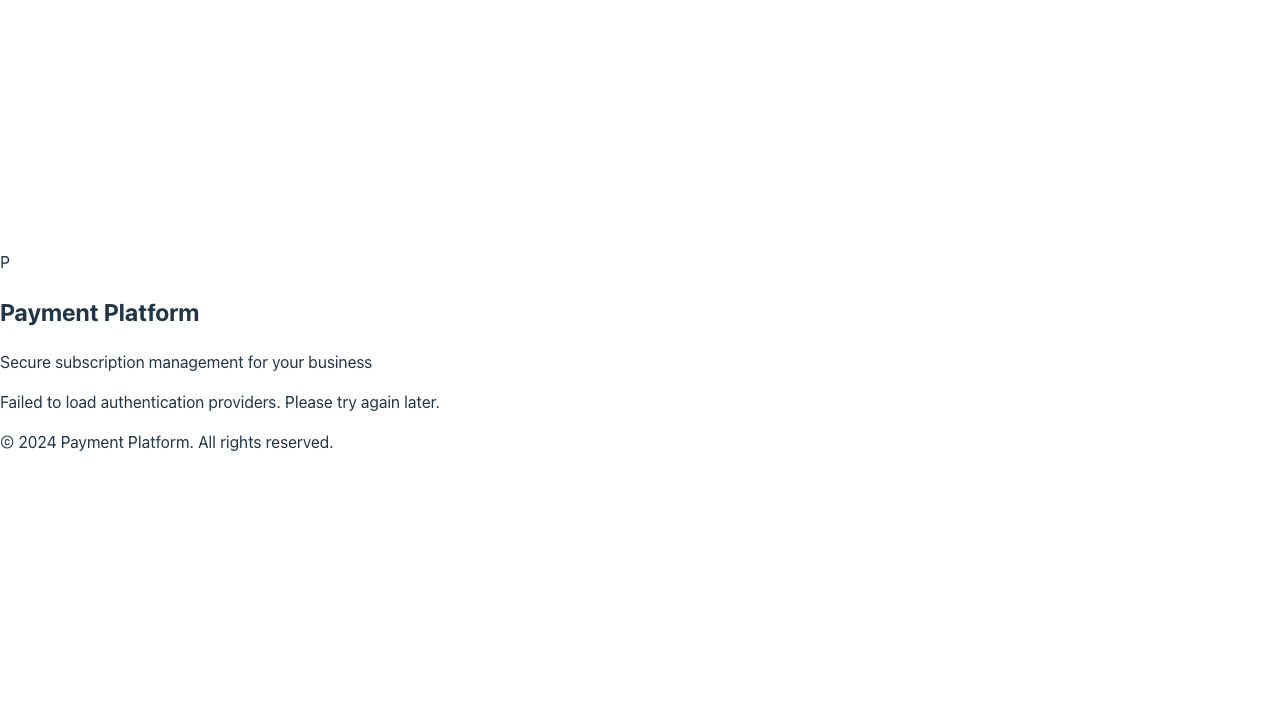 P
Payment Platform
Secure subscription management for your business
Failed to load authentication providers. Please try again later.
© 2024 Payment Platform. All rights reserved.